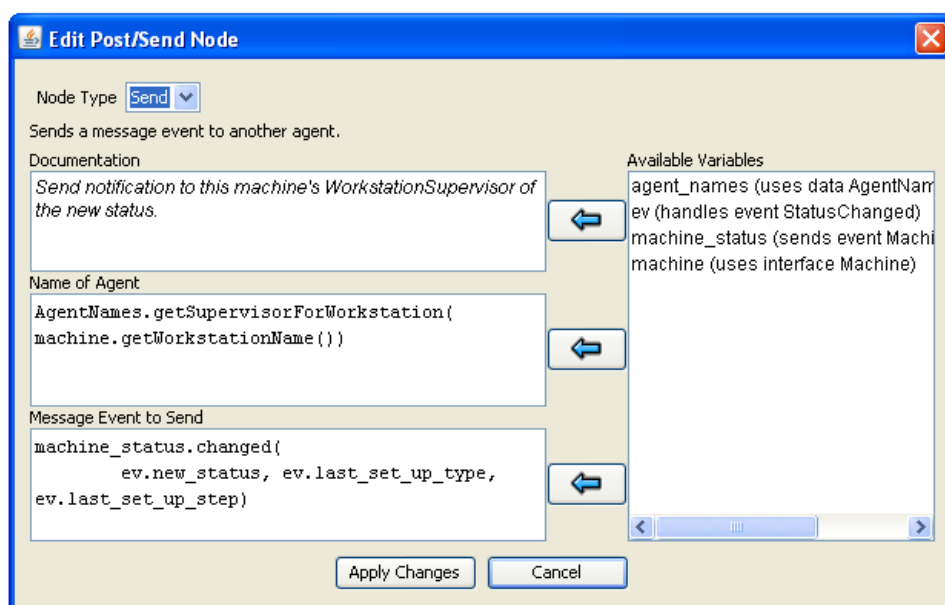 Edit Post/Send Node
Node Type Send
Sends a message event to another agent.
Documentation
Send notification to this machine's WorkstationSupervisor of
the new status.
Name of Agent
AgentNames.getSupervisorForWorkstation(
machine.getWorkstationName())
Message Event to Send
machine_status.changed(
ev.new_status, ev.last_set_up_type,
ev.last_set_up_step)
Available Variables
agent_names (uses data AgentNam
ev (handles event StatusChanged)
machine_status (sends event Machi
machine (uses interface Machine)
Apply Changes
Cancel